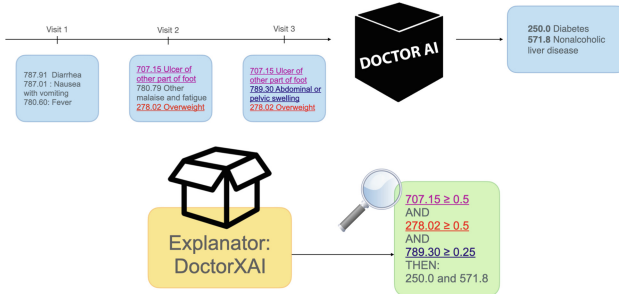 Visit 1
Visit 2
Visit 3
787.91 Diarrhea
787.01 : Nausea
with vomiting
780.60: Fever
707.15 Ulcer of
other part of foot
780.79 Other
malaise and fatigue
278.02 Overweight
707.15 Ulcer of
other part of foot
789.30 Abdominal or
pelvic swelling
278.02 Overweight
DOCTOR AI
250.0 Diabetes
571.8 Nonalcholic
liver disease
Explanator:
DoctorXAI
707.15 ≥ 0.5
AND
278.02 ≥ 0.5
AND
789.30 ≥ 0.25
THEN:
250.0 and 571.8